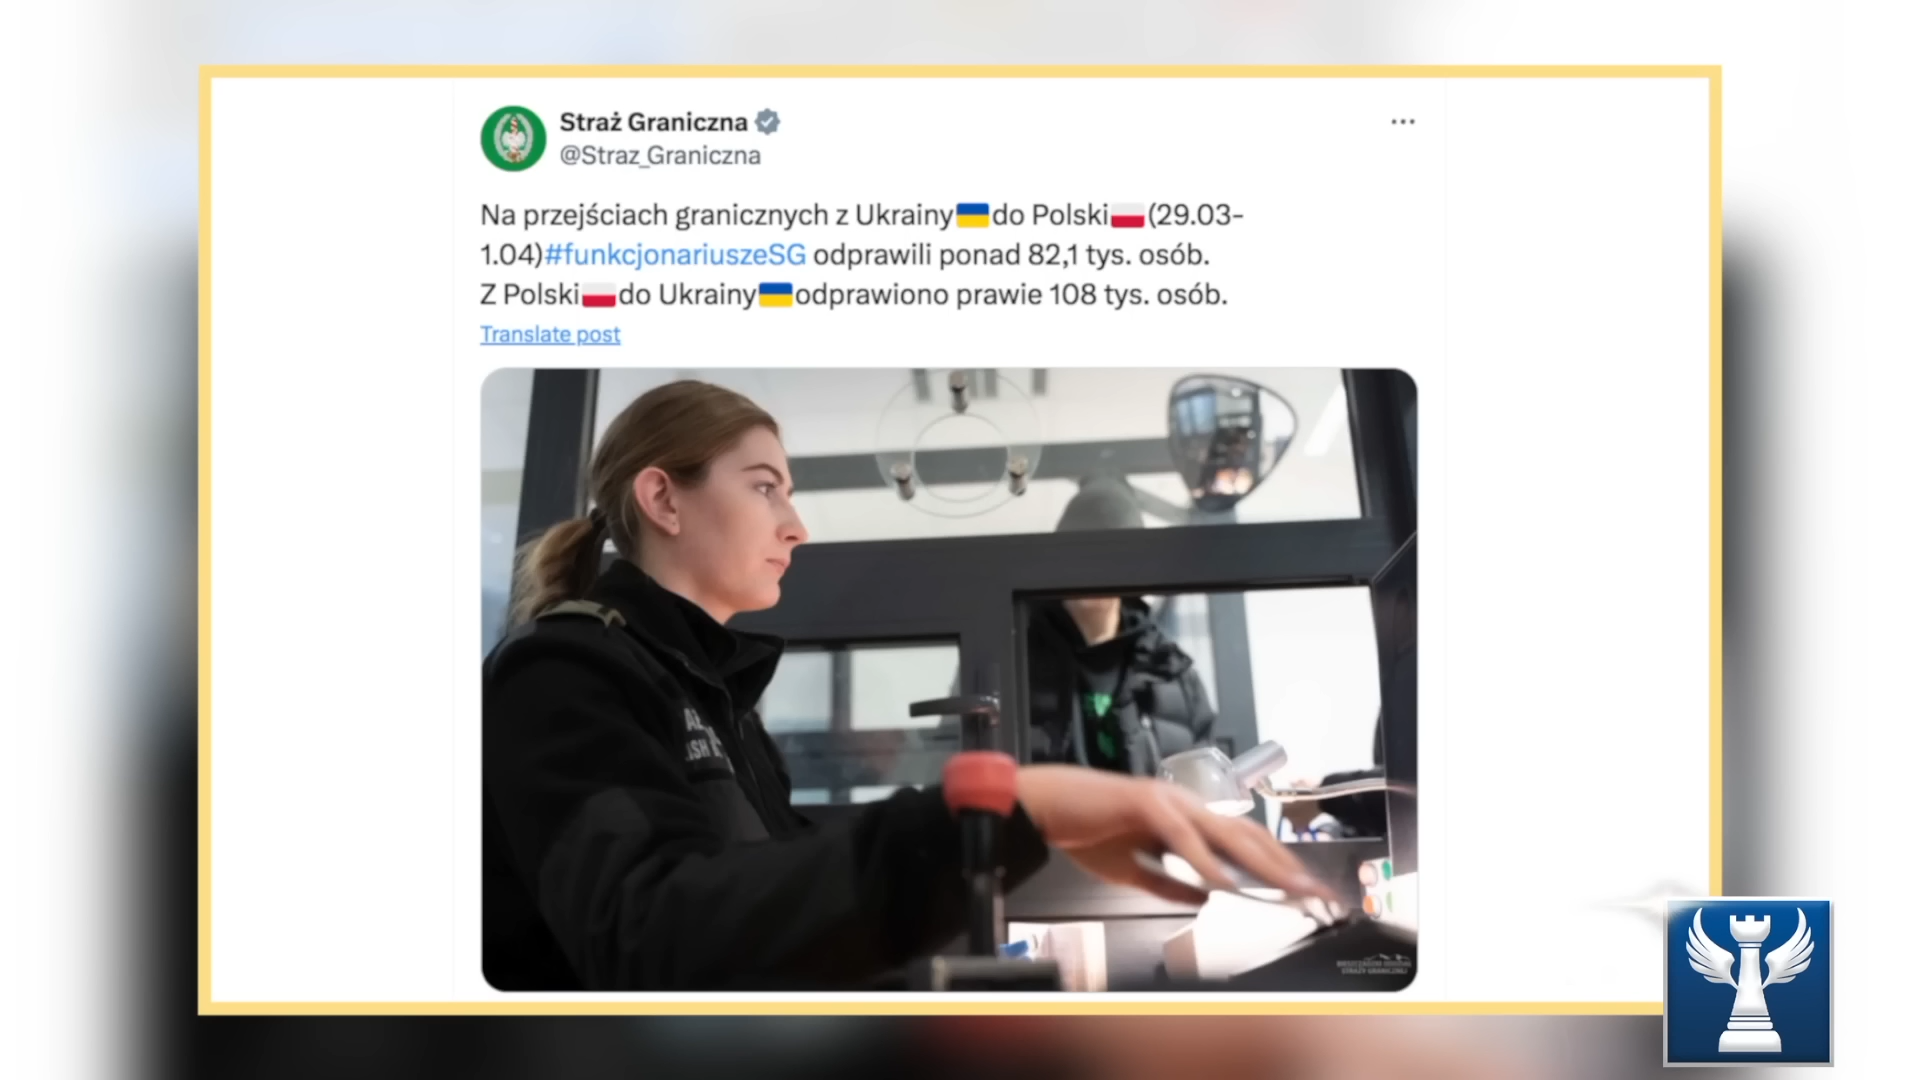 Straż Graniczna
@Straz_Graniczna
Na przejściach granicznych z Ukrainy🇺🇦do Polski🇵🇱(29.03-
1.04)#funkcjonariuszeSG odprawili ponad 82,1 tys. osób.
Z Polski🇵🇱do Ukrainy🇺🇦odprawiono prawie 108 tys. osób.
Translate post